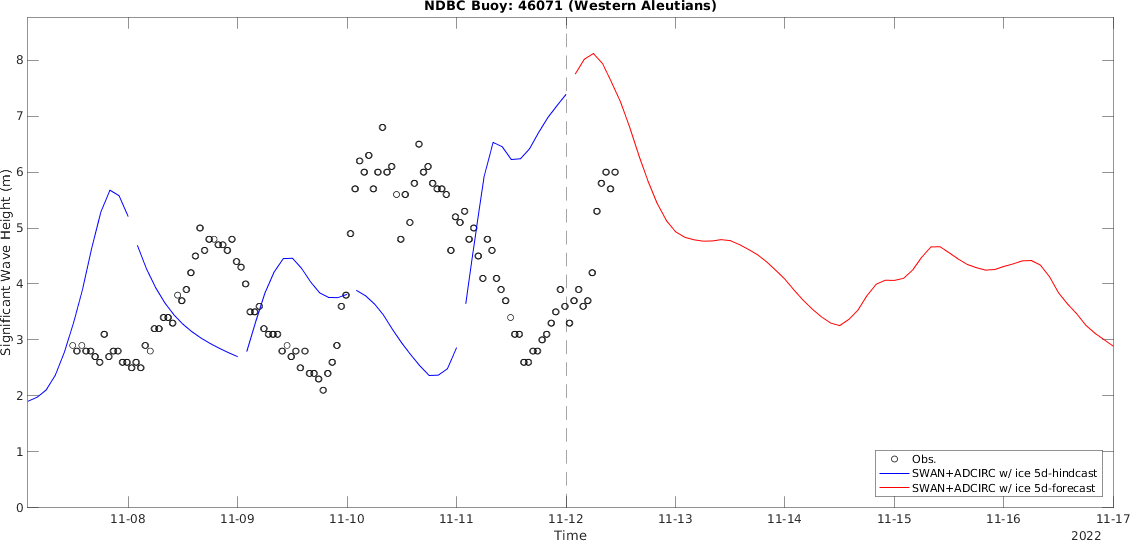 NDBC Buoy: 46071 (Western Aleutians)
Significant Wave Height (m)
8
7
6
5
4
3
2
1
0
11-08 11-09 11-10 11-11 11-12 11-13 11-14 11-15 11-16 11-17
Time
2022
Obs.
SWAN+ADCIRC w/ ice 5d-hindcast
SWAN+ADCIRC w/ ice 5d-forecast